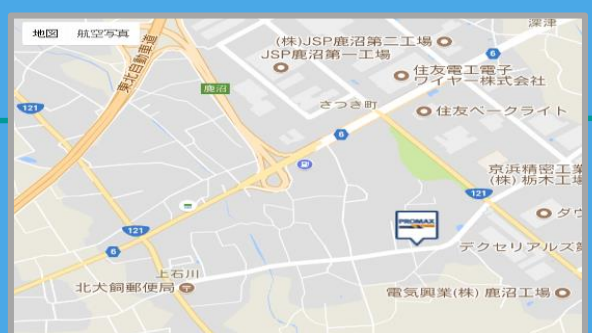 地図 航空写真
深津
(株)JSP鹿沼第二工場
JSP鹿沼第一工場
6
住友電工電子
ワイヤー株式会社
東北自動車道
鹿沼
さつき町
121
住友ベークライト
6
京浜精密工業
(株) 栃木工場
121
PROMAX
ダウ
121
6
デクセリアルズ
上石川
北犬飼郵便局
電気興業(株) 鹿沼工場